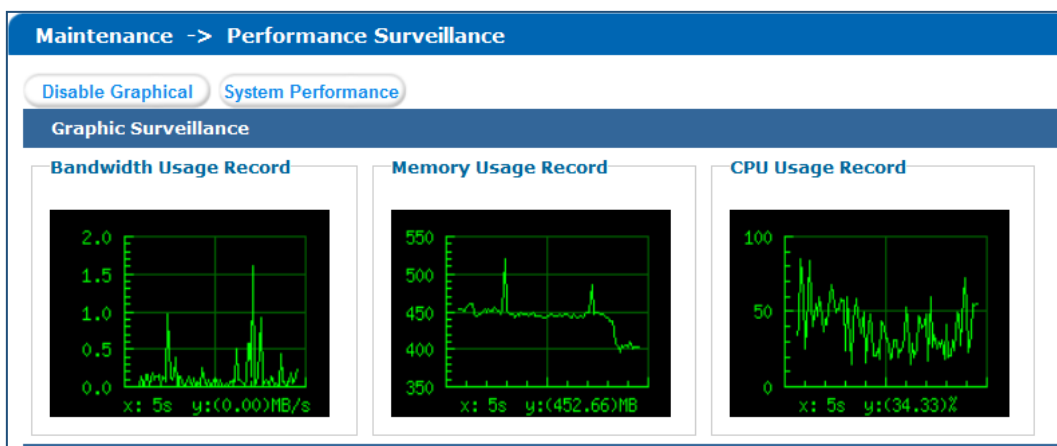 Maintenance -> Performance Surveillance
Disable Graphical System Performance
Graphic Surveillance
Bandwidth Usage Record
2.0
1.5
1.0
0.5
0.0
x: 5s y:(0.00)MB/s
Memory Usage Record
550
500
450
400
350
x: 5s y:(452.66)MB
CPU Usage Record
100
50
0
x: 5s y:(34.33)%